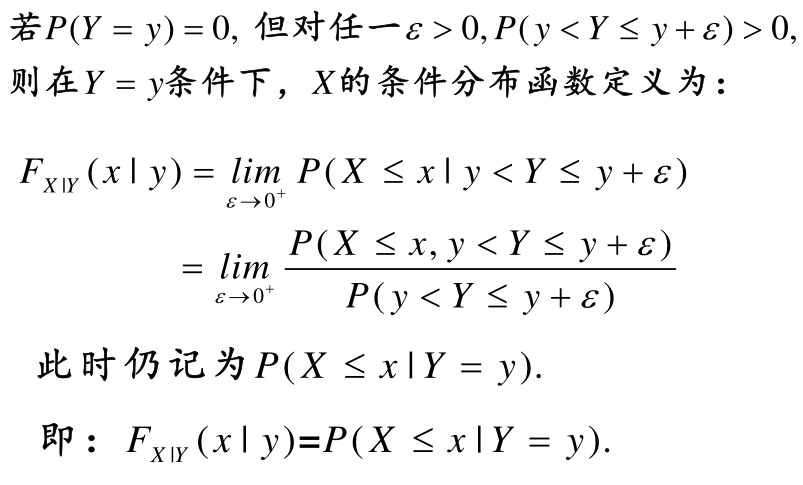 若P(Y = y) = 0, 但对任一ε > 0, P(y < Y ≤ y + ε) > 0,
则在Y = y条件下，X的条件分布函数定义为：
F_{X|Y}(x | y) = lim_{ε→0⁺} P(X ≤ x | y < Y ≤ y + ε)
= lim_{ε→0⁺} \frac{P(X ≤ x, y < Y ≤ y + ε)}{P(y < Y ≤ y + ε)}
此时仍记为P(X ≤ x | Y = y).
即：F_{X|Y}(x | y)=P(X ≤ x | Y = y).